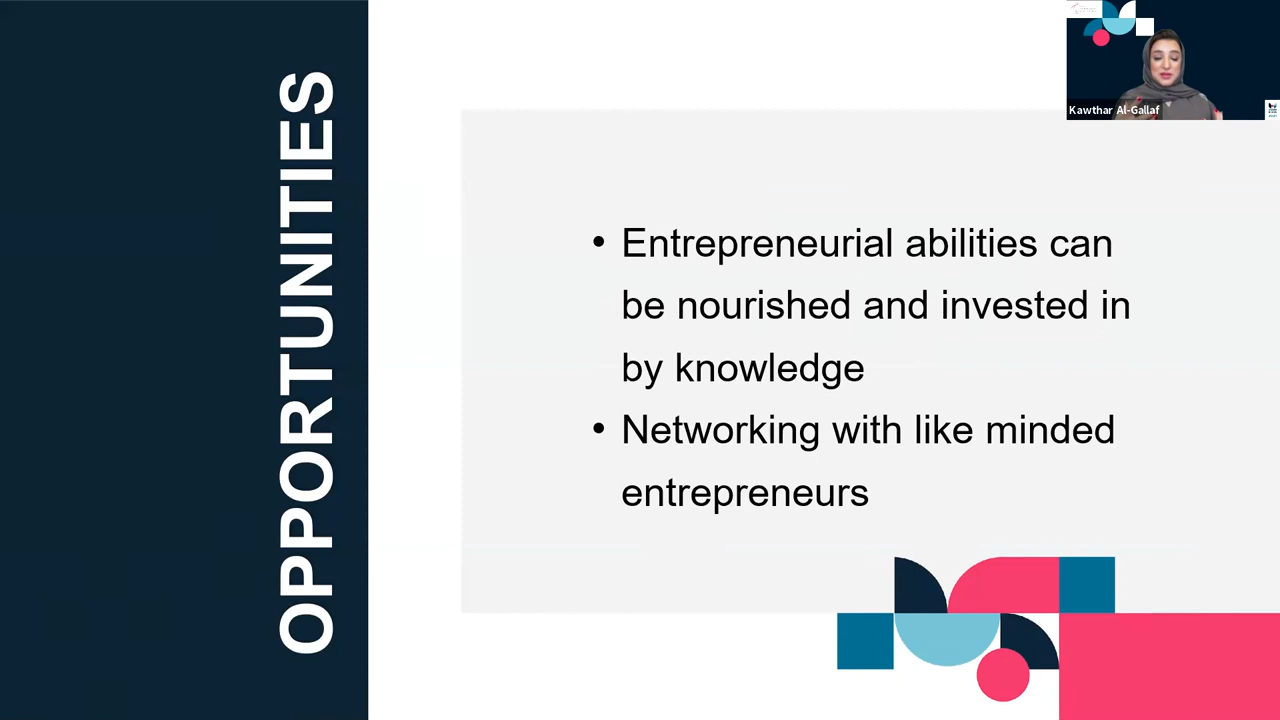 OPPORTUNITIES
• Entrepreneurial abilities can
be nourished and invested in
by knowledge
• Networking with like minded
entrepreneurs
Kawthar Al-Gallaf